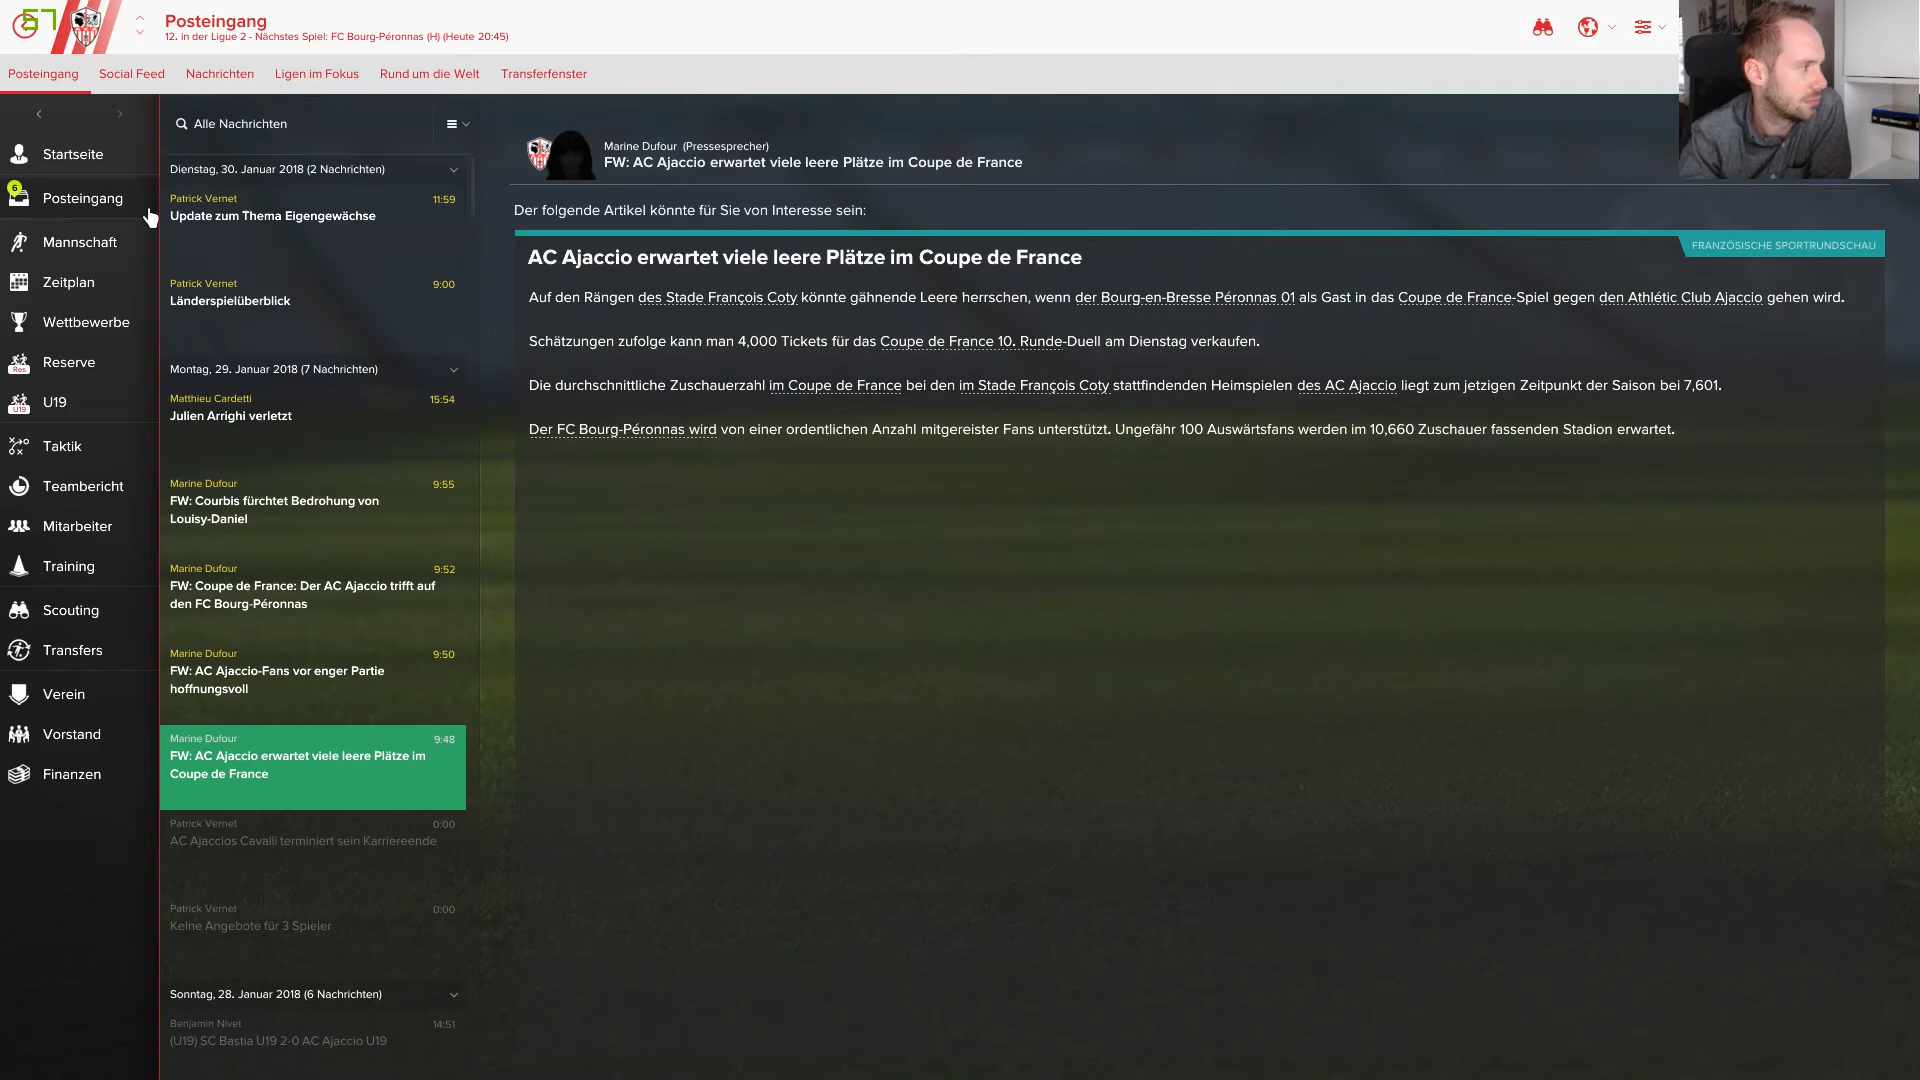 57
Posteingang
12. in der Ligue 2 - Nächstes Spiel: FC Bourg-Péronnas (H) (Heute 20:45)
Posteingang Social Feed Nachrichten Ligen im Fokus Rund um die Welt Transferfenster
Startseite
6
Posteingang
Mannschaft
Zeitplan
Wettbewerbe
Res
Reserve
U19
U19
Taktik
Teambericht
Mitarbeiter
Training
Scouting
Transfers
Verein
Vorstand
Finanzen
Alle Nachrichten
Dienstag, 30. Januar 2018 (2 Nachrichten)
Patrick Vernet 11:59
Update zum Thema Eigengewächse
Patrick Vernet 9:00
Länderspielüberblick
Montag, 29. Januar 2018 (7 Nachrichten)
Matthieu Cardetti 15:54
Julien Arrighi verletzt
Marine Dufour 9:55
FW: Courbis fürchtet Bedrohung von
Louisy-Daniel
Marine Dufour 9:52
FW: Coupe de France: Der AC Ajaccio trifft auf
den FC Bourg-Péronnas
Marine Dufour 9:50
FW: AC Ajaccio-Fans vor enger Partie
hoffnungsvoll
Marine Dufour 9:48
FW: AC Ajaccio erwartet viele leere Plätze im
Coupe de France
Patrick Vernet 0:00
AC Ajaccios Cavalli terminiert sein Karriereende
Patrick Vernet 0:00
Keine Angebote für 3 Spieler
Sonntag, 28. Januar 2018 (6 Nachrichten)
Benjamin Nivet 14:51
(U19) SC Bastia U19 2-0 AC Ajaccio U19
Marine Dufour (Pressesprecher)
FW: AC Ajaccio erwartet viele leere Plätze im Coupe de France
Der folgende Artikel könnte für Sie von Interesse sein:
FRANZÖSISCHE SPORTRUNDSCHAU
AC Ajaccio erwartet viele leere Plätze im Coupe de France
Auf den Rängen des Stade François Coty könnte gähnende Leere herrschen, wenn der Bourg-en-Bresse Péronnas 01 als Gast in das Coupe de France-Spiel gegen den Athlétic Club Ajaccio gehen wird.
Schätzungen zufolge kann man 4,000 Tickets für das Coupe de France 10. Runde-Duell am Dienstag verkaufen.
Die durchschnittliche Zuschauerzahl im Coupe de France bei den im Stade François Coty stattfindenden Heimspielen des AC Ajaccio liegt zum jetzigen Zeitpunkt der Saison bei 7,601.
Der FC Bourg-Péronnas wird von einer ordentlichen Anzahl mitgereister Fans unterstützt. Ungefähr 100 Auswärtsfans werden im 10,660 Zuschauer fassenden Stadion erwartet.